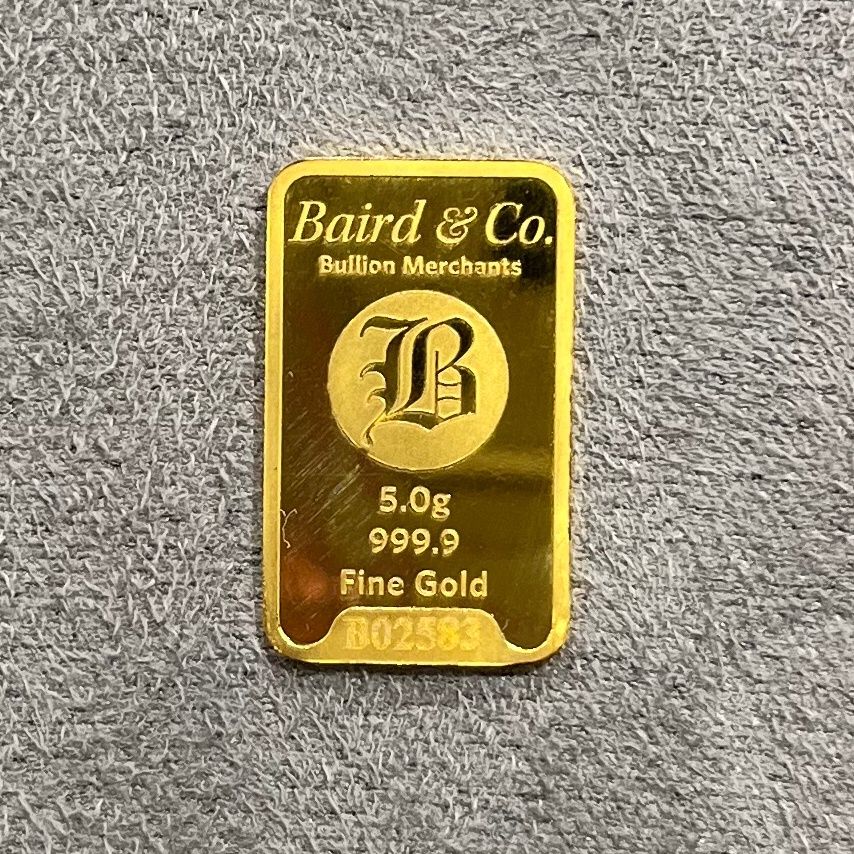 Baird & Co.
Bullion Merchants
B
5.0g
999.9
Fine Gold
B02583